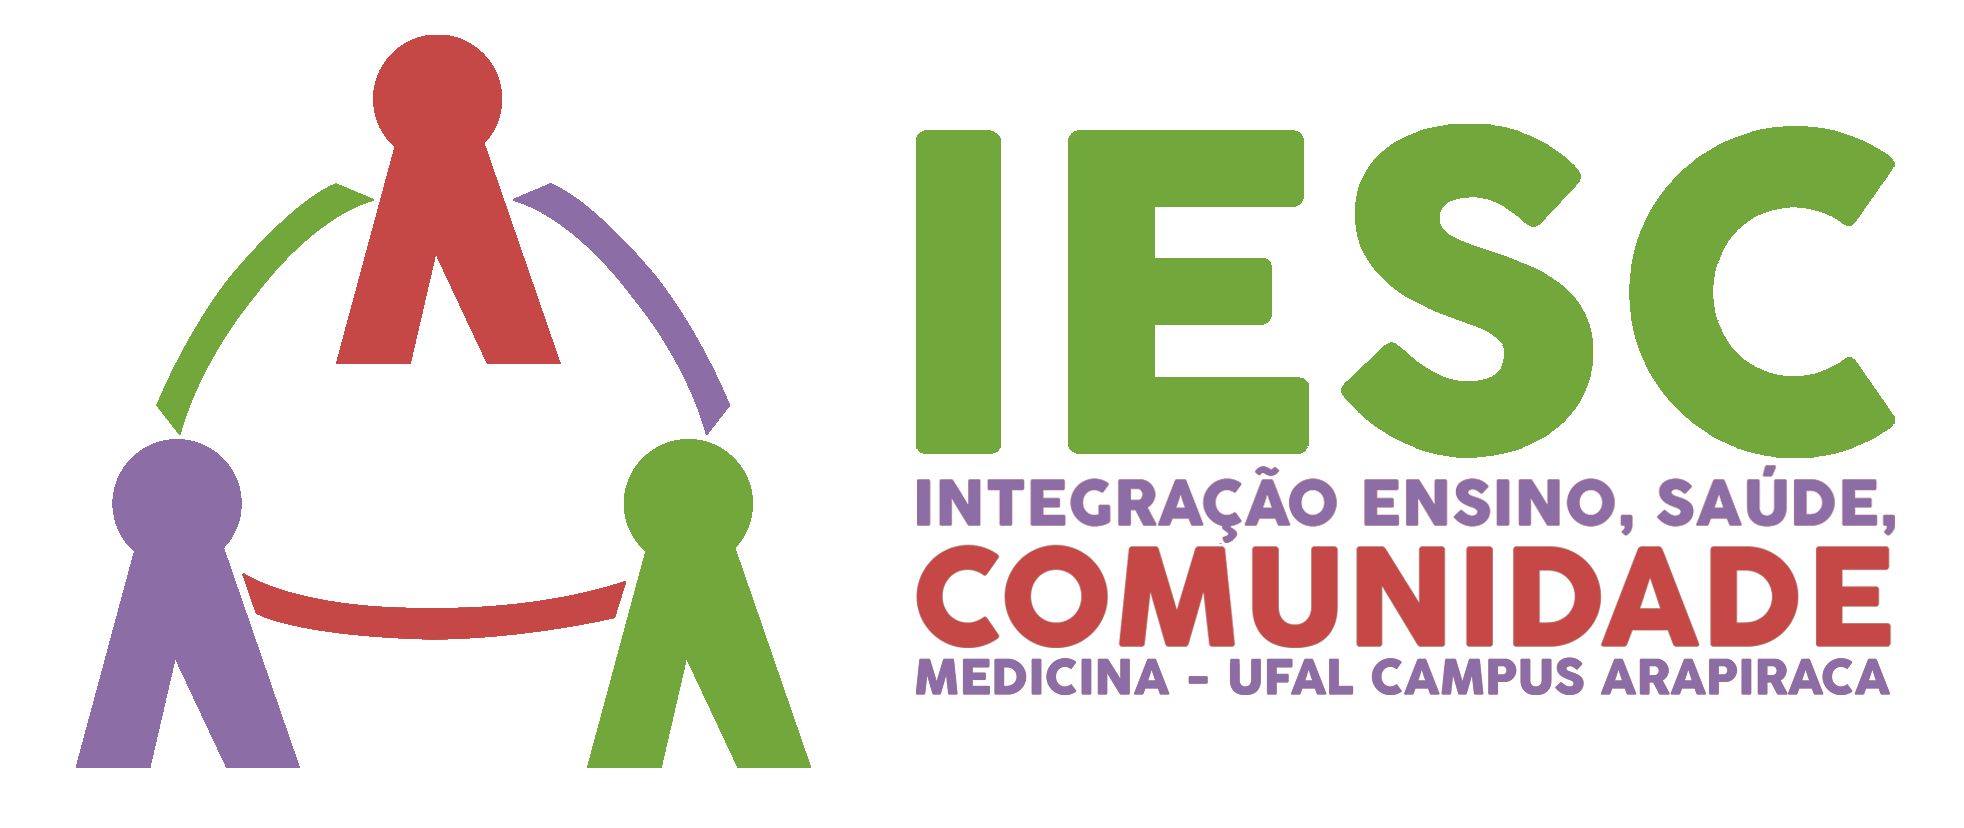 IESC
INTEGRAÇÃO ENSINO, SAÚDE,
COMUNIDADE
MEDICINA - UFAL CAMPUS ARAPIRACA